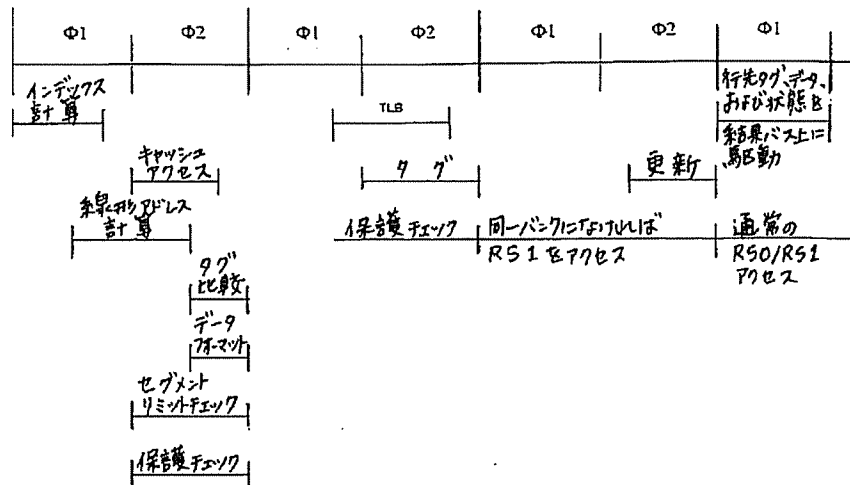 Φ1 Φ2 Φ1 Φ2 Φ1 Φ2 Φ1
インデックス
計算
TLB
行先タグ、データ、
および状態を
結果バス上に
駆動
キャッシュ
アクセス
タグ
更新
線形アドレス
計算
保護チェック
同一バンクになければ
RS1をアクセス
通常の
RS0/RS1
アクセス
タグ
比較
データ
フォーマット
セグメント
リミットチェック
保護チェック